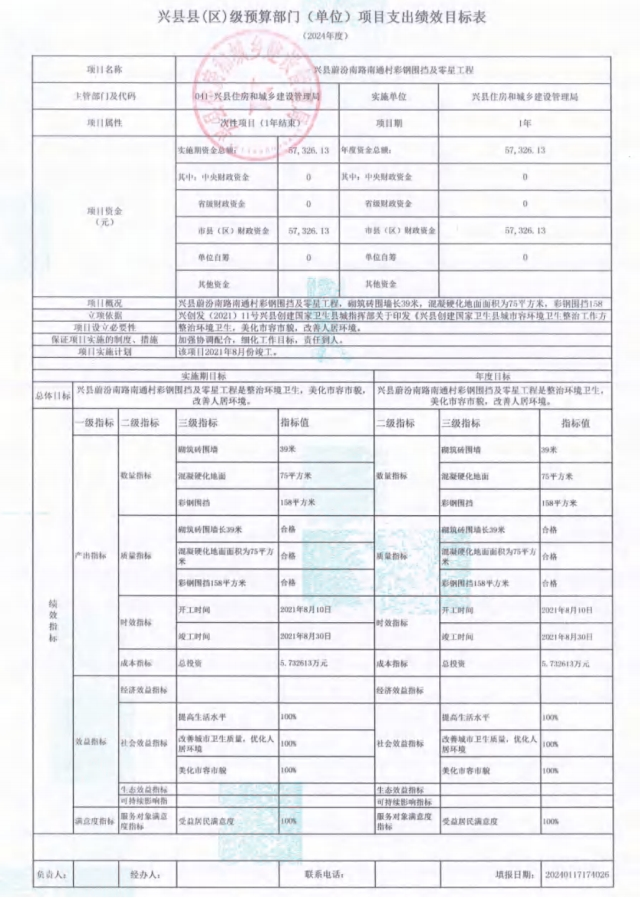 兴县县(区)级预算部门（单位）项目支出绩效目标表
（2024年度）
项目名称 兴县蔚汾南路南通村彩钢围挡及零星工程
主管部门及代码 041-兴县住房和城乡建设管理局 实施单位 兴县住房和城乡建设管理局
项目属性 次性项目（1年结束） 项目期 1年
项目资金（元）
实施期资金总额： 57,326.13 年度资金总额： 57,326.13
其中：中央财政资金 0 其中：中央财政资金 0
省级财政资金 0 省级财政资金 0
市县（区）财政资金 57,326.13 市县（区）财政资金 57,326.13
单位自筹 0 单位自筹 0
其他资金 其他资金
项目概况 兴县蔚汾南路南通村彩钢围挡及零星工程，砌筑砖围墙长39米，混凝硬化地面面积为75平方米，彩钢围挡158
立项依据 兴创发（2021）11号兴县创建国家卫生县城指挥部关于印发《兴县创建国家卫生县城市容环境卫生整治工作方
项目设立必要性 整治环境卫生，美化市容市貌，改善人居环境。
保证项目实施的制度、措施 加强协调配合，细化工作目标，责任到人。
项目实施计划 该项目2021年8月份竣工。
实施期目标 年度目标
总体目标 兴县蔚汾南路南通村彩钢围挡及零星工程是整治环境卫生，美化市容市貌，改善人居环境。 兴县蔚汾南路南通村彩钢围挡及零星工程是整治环境卫生，美化市容市貌，改善人居环境。
绩效指标
一级指标 二级指标 三级指标 指标值 二级指标 三级指标 指标值
产出指标
数量指标 砌筑砖围墙 39米 数量指标 砌筑砖围墙 39米
混凝硬化地面 75平方米 混凝硬化地面 75平方米
彩钢围挡 158平方米 彩钢围挡 158平方米
质量指标 砌筑砖围墙长39米 合格 质量指标 砌筑砖围墙长39米 合格
混凝硬化地面面积为75平方米 合格 混凝硬化地面面积为75平方米 合格
彩钢围挡158平方米 合格 彩钢围挡158平方米 合格
时效指标 开工时间 2021年8月10日 时效指标 开工时间 2021年8月10日
竣工时间 2021年8月30日 竣工时间 2021年8月30日
成本指标 总投资 5.732613万元 成本指标 总投资 5.732613万元
效益指标
经济效益指标 经济效益指标
社会效益指标 提高生活水平 100% 社会效益指标 提高生活水平 100%
改善城市卫生质量，优化人居环境 100% 改善城市卫生质量，优化人居环境 100%
美化市容市貌 100% 美化市容市貌 100%
生态效益指标 生态效益指标
可持续影响指 可持续影响指
满意度指标 服务对象满意度指标 受益居民满意度 100% 服务对象满意度指标 受益居民满意度 100%
负责人： 经办人： 联系电话： 填报日期： 20240117174026